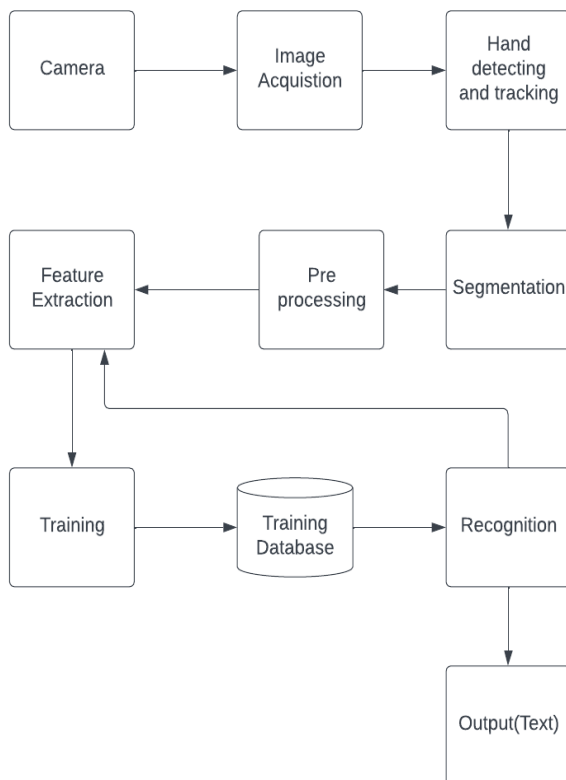 Camera
Image
Acquistion
Hand
detecting
and tracking
Feature
Extraction
Pre
processing
Segmentation
Training
Training
Database
Recognition
Output(Text)